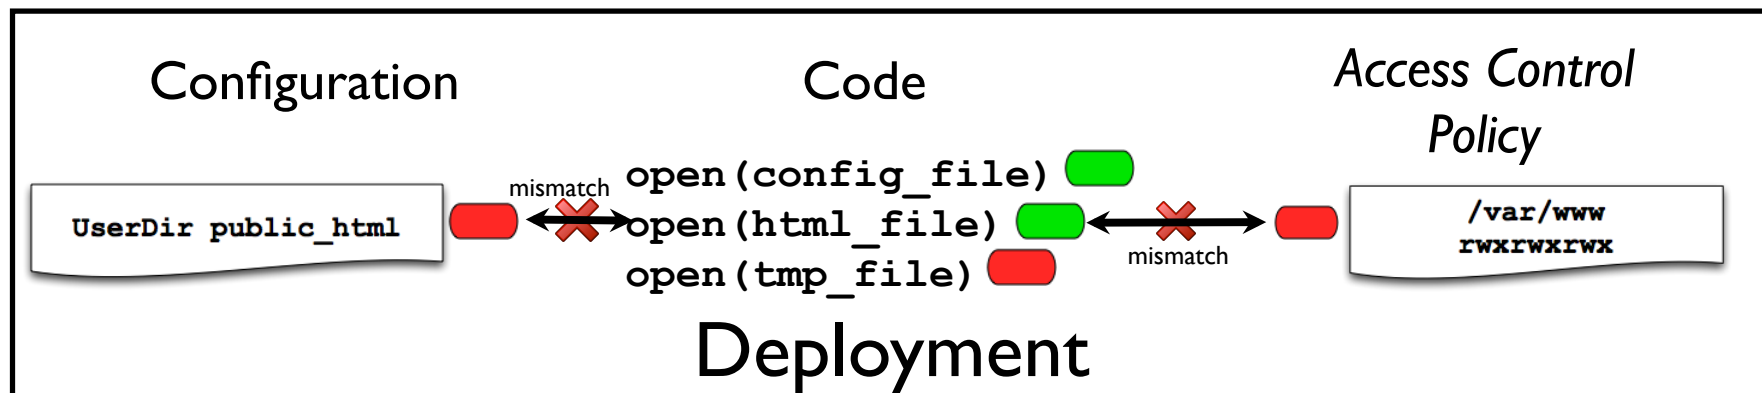 Configuration
Code
Access Control
Policy
mismatch
open(config_file)
UserDir public_html
open(html_file)
mismatch
/var/www
rwxrwxrwx
open(tmp_file)
Deployment